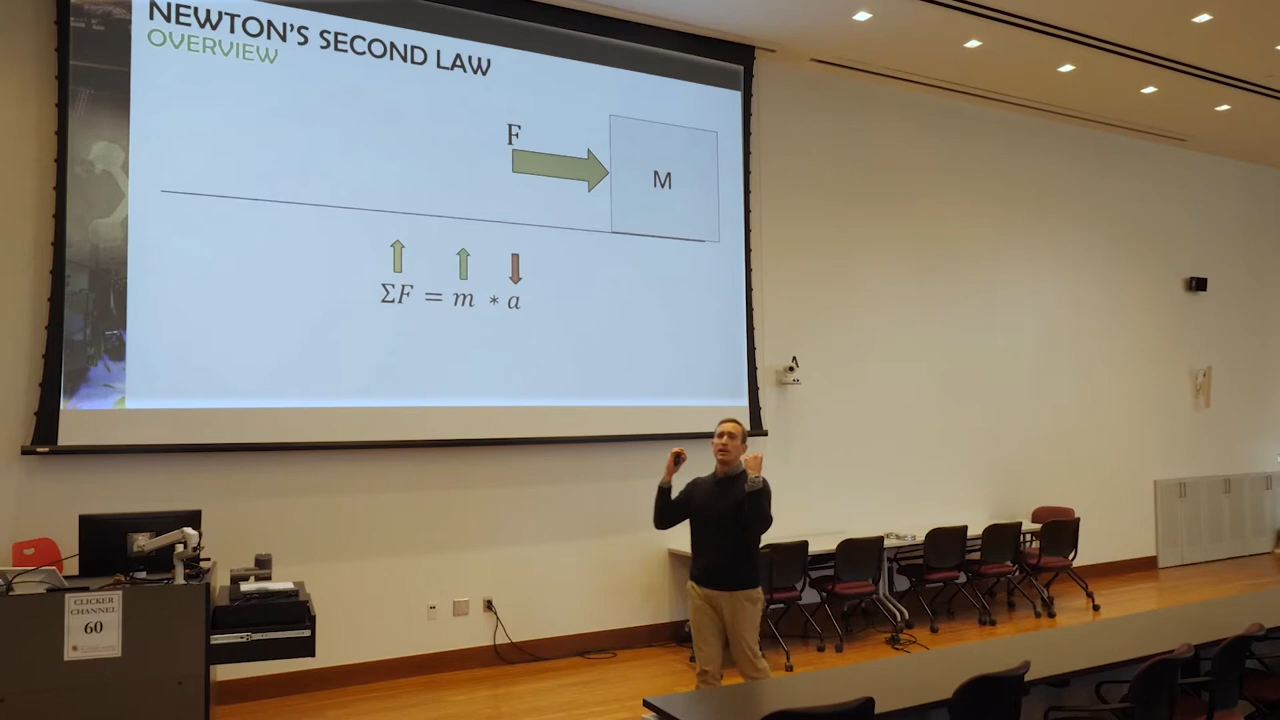 NEWTON'S SECOND LAW
OVERVIEW
F
M
ΣF = m * a
CLICKER
CHANNEL
60